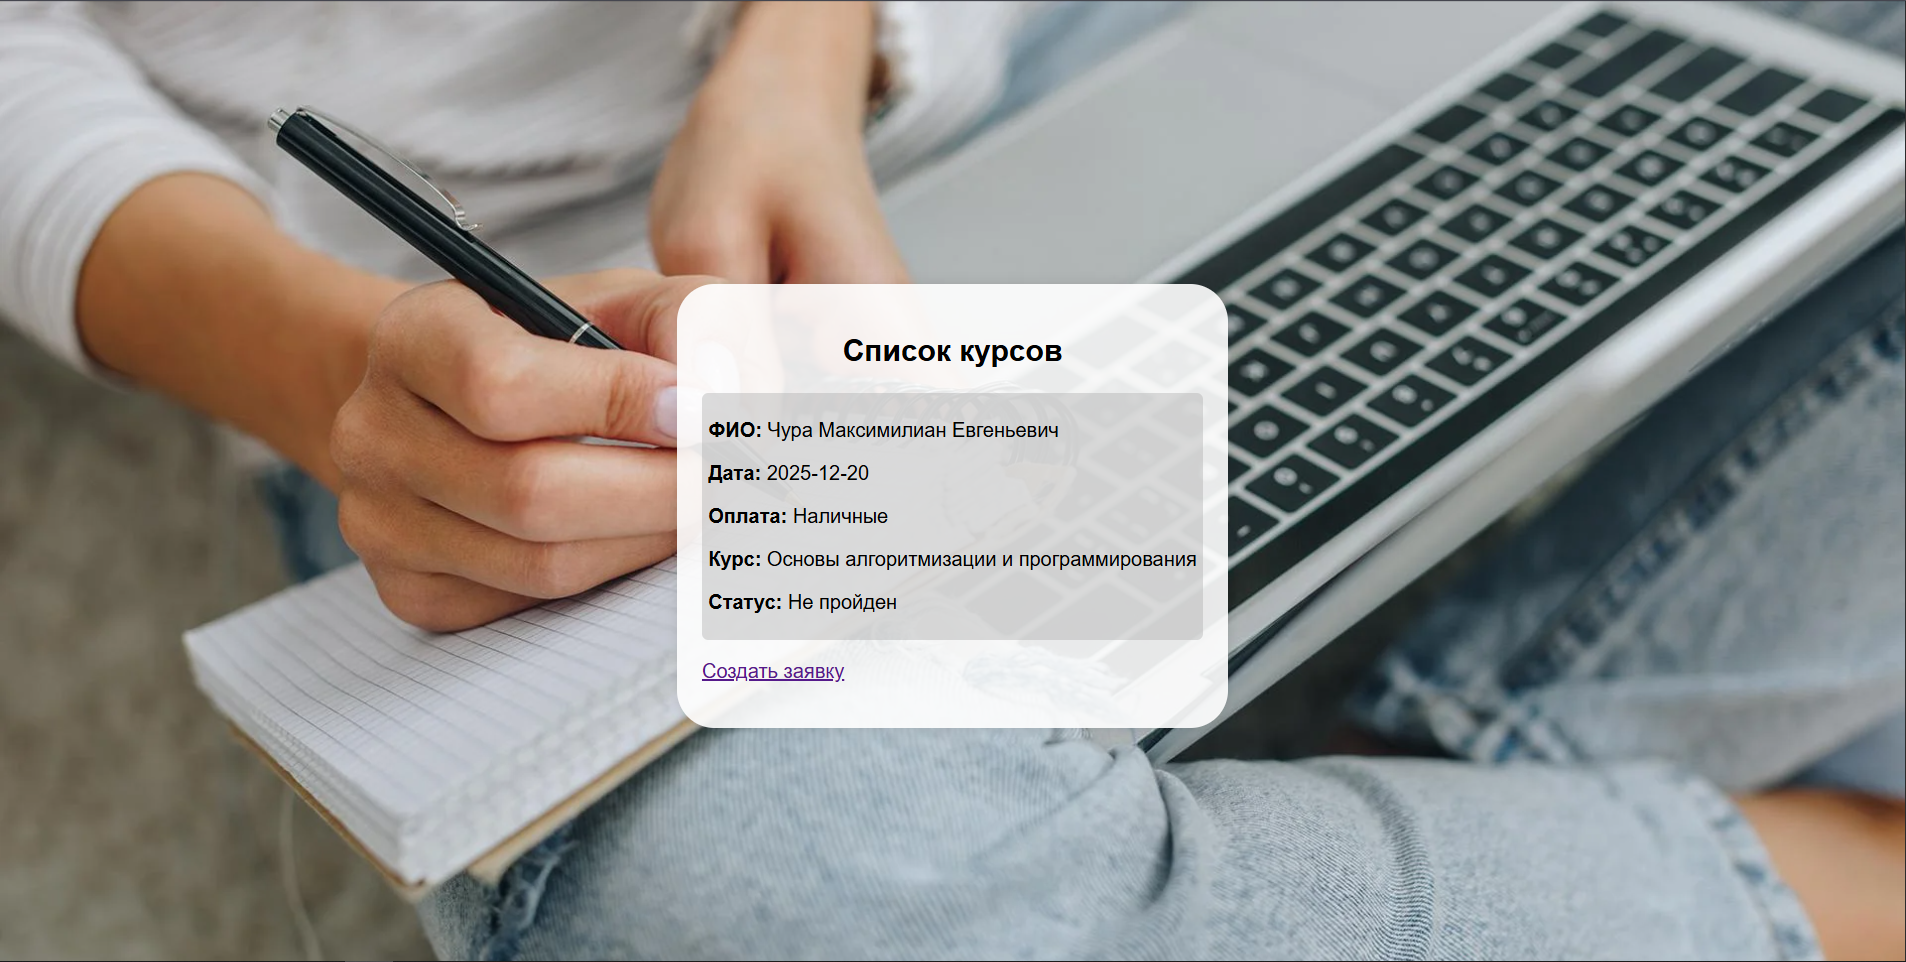 Список курсов
ФИО: Чура Максимилиан Евгеньевич
Дата: 2025-12-20
Оплата: Наличные
Курс: Основы алгоритмизации и программирования
Статус: Не пройден
Создать заявку